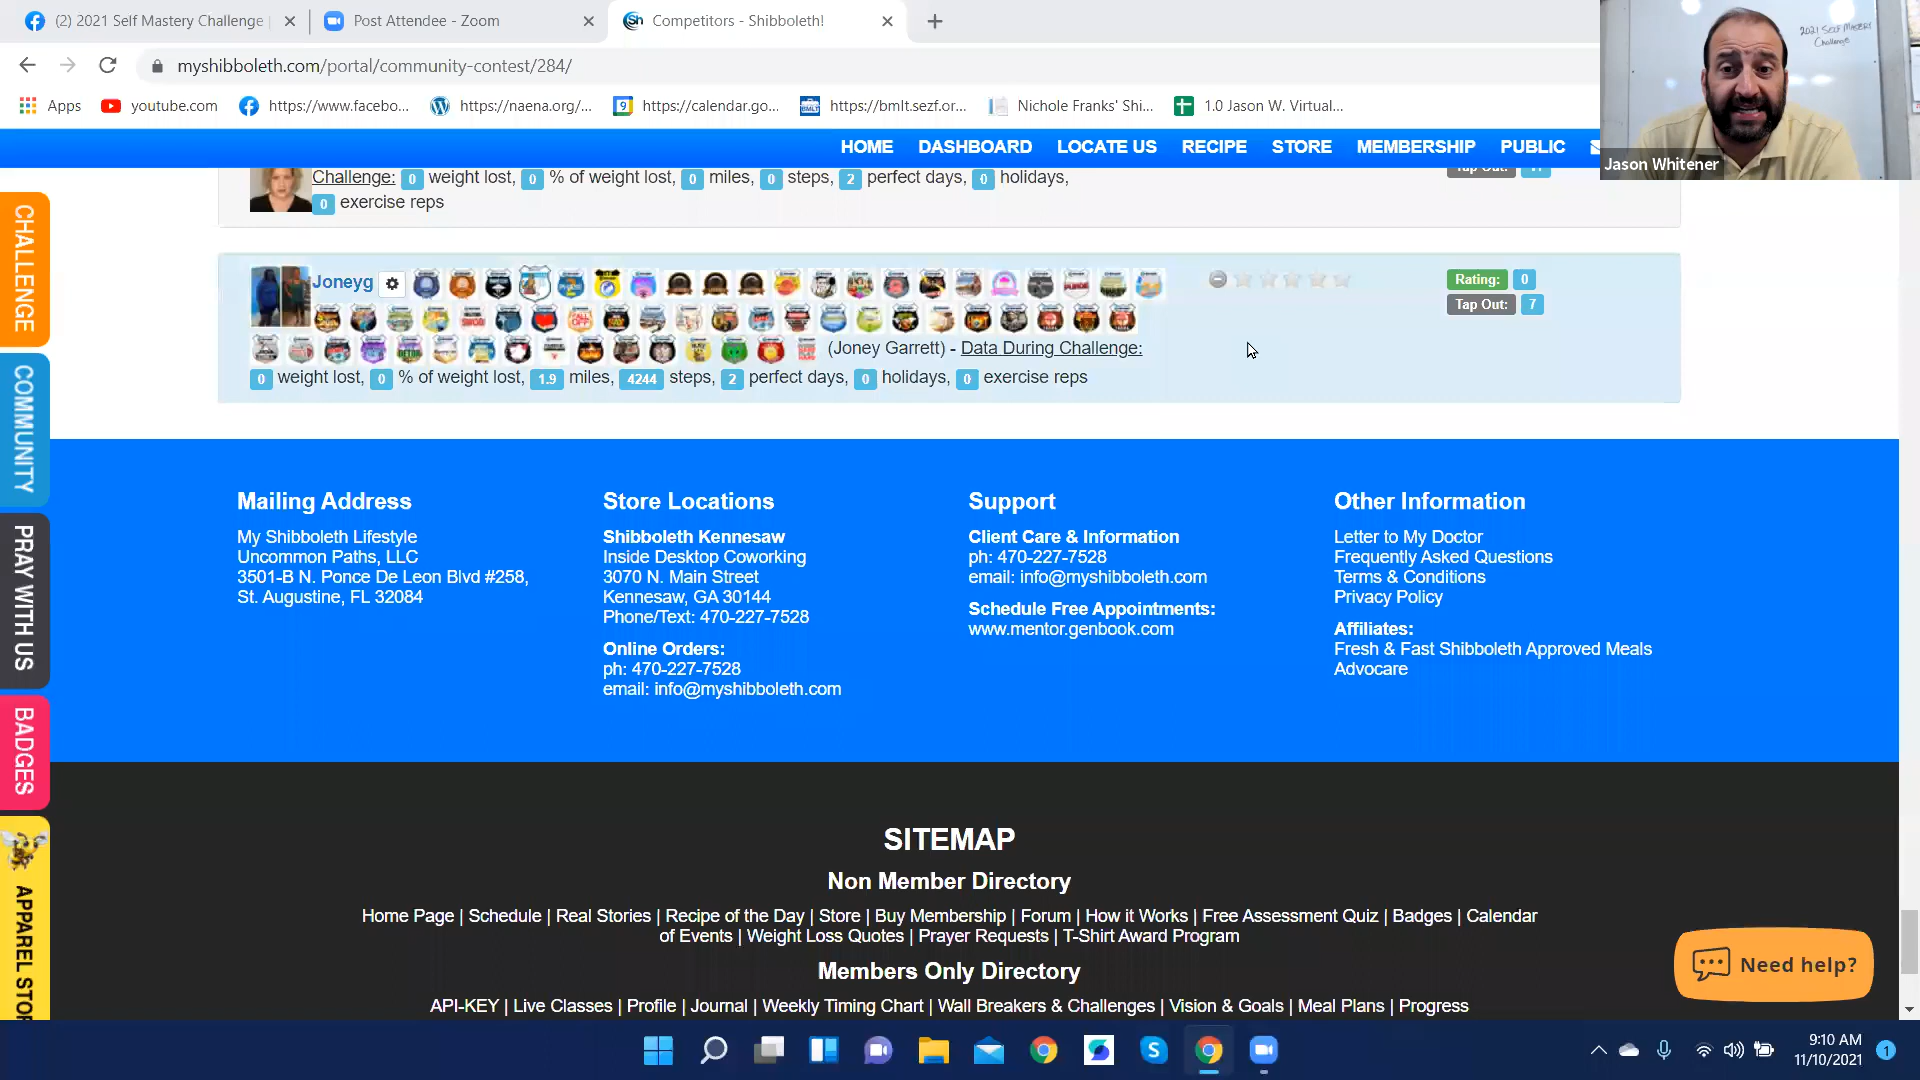 (2) 2021 Self Mastery Challenge
Post Attendee - Zoom
Competitors - Shibboleth!
myshibboleth.com/portal/community-contest/284/
Apps
youtube.com
https://www.facebo...
https://naena.org/...
9
https://calendar.go...
BMLT
https://bmlt.sezf.or...
Nichole Franks' Shi...
1.0 Jason W. Virtual...
2021 SELF MASTERY
Challenge
Jason Whitener
HOME DASHBOARD LOCATE US RECIPE STORE MEMBERSHIP PUBLIC
Challenge: 0 weight lost, 0 % of weight lost, 0 miles, 0 steps, 2 perfect days, 0 holidays,
0 exercise reps
Joneyg
Rating: 0
Tap Out: 7
(Joney Garrett) - Data During Challenge:
0 weight lost, 0 % of weight lost, 1.9 miles, 4244 steps, 2 perfect days, 0 holidays, 0 exercise reps
CHALLENGE
COMMUNITY
PRAY WITH US
BADGES
APPAREL STOR
Mailing Address
My Shibboleth Lifestyle
Uncommon Paths, LLC
3501-B N. Ponce De Leon Blvd #258,
St. Augustine, FL 32084
Store Locations
Shibboleth Kennesaw
Inside Desktop Coworking
3070 N. Main Street
Kennesaw, GA 30144
Phone/Text: 470-227-7528
Online Orders:
ph: 470-227-7528
email: info@myshibboleth.com
Support
Client Care & Information
ph: 470-227-7528
email: info@myshibboleth.com
Schedule Free Appointments:
www.mentor.genbook.com
Other Information
Letter to My Doctor
Frequently Asked Questions
Terms & Conditions
Privacy Policy
Affiliates:
Fresh & Fast Shibboleth Approved Meals
Advocare
SITEMAP
Non Member Directory
Home Page | Schedule | Real Stories | Recipe of the Day | Store | Buy Membership | Forum | How it Works | Free Assessment Quiz | Badges | Calendar
of Events | Weight Loss Quotes | Prayer Requests | T-Shirt Award Program
Members Only Directory
API-KEY | Live Classes | Profile | Journal | Weekly Timing Chart | Wall Breakers & Challenges | Vision & Goals | Meal Plans | Progress
Need help?
9:10 AM
11/10/2021
1